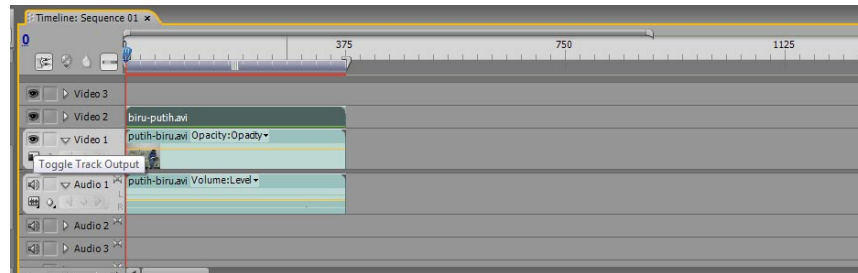 Timeline: Sequence 01 ×
0
0 375 750 1125
Video 3
Video 2 biru-putih.avi
Video 1 putih-biru.avi Opacity:Opacity
Toggle Track Output
Audio 1 putih-biru.avi Volume:Level
L
R
Audio 2
Audio 3